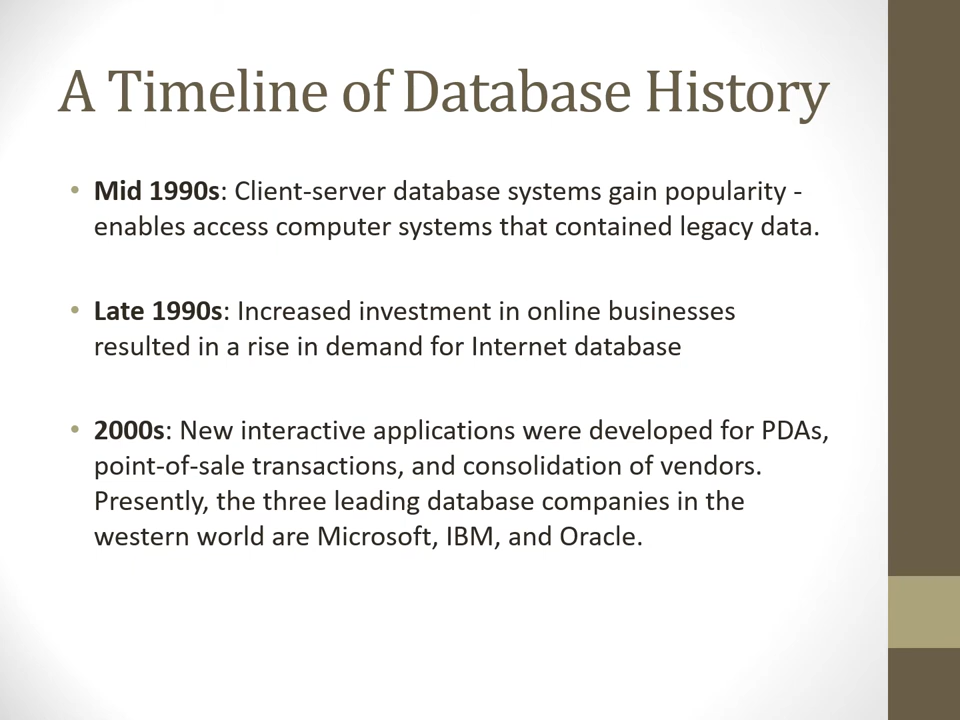 A Timeline of Database History
• Mid 1990s: Client-server database systems gain popularity -
enables access computer systems that contained legacy data.
• Late 1990s: Increased investment in online businesses
resulted in a rise in demand for Internet database
• 2000s: New interactive applications were developed for PDAs,
point-of-sale transactions, and consolidation of vendors.
Presently, the three leading database companies in the
western world are Microsoft, IBM, and Oracle.